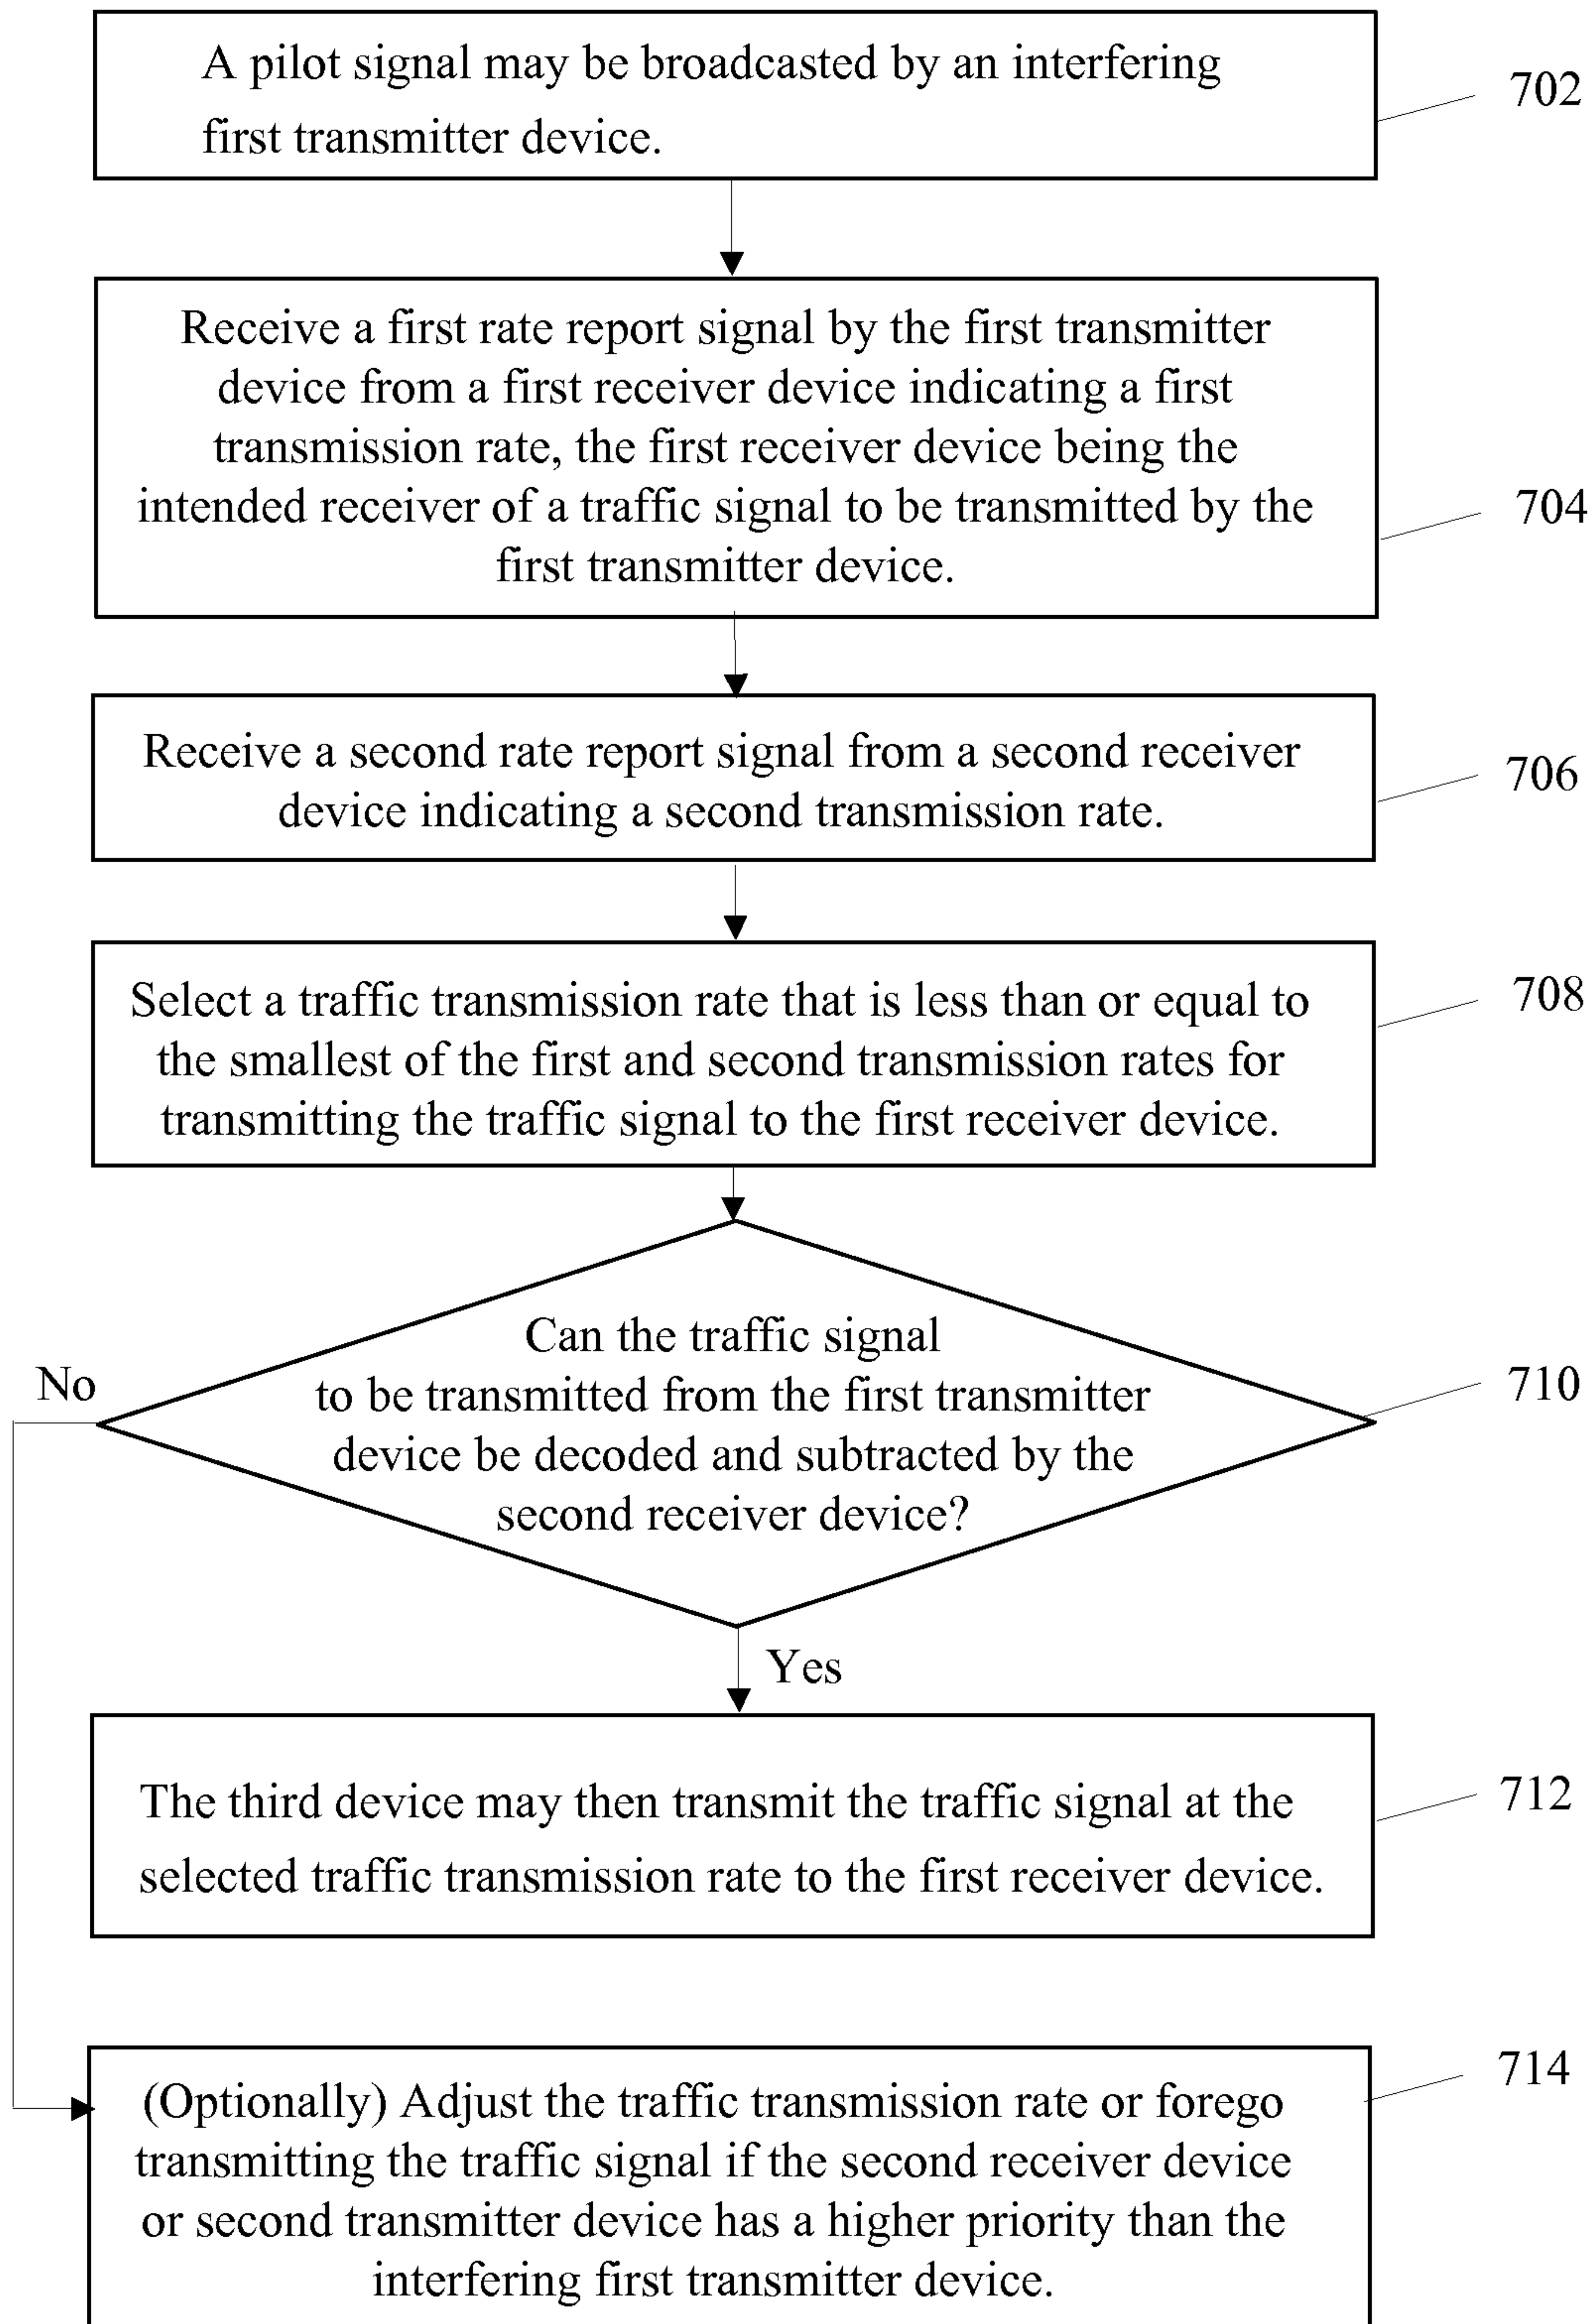 A pilot signal may be broadcasted by an interfering
first transmitter device.
702
Receive a first rate report signal by the first transmitter
device from a first receiver device indicating a first
transmission rate, the first receiver device being the
intended receiver of a traffic signal to be transmitted by the
first transmitter device.
704
Receive a second rate report signal from a second receiver
device indicating a second transmission rate.
706
Select a traffic transmission rate that is less than or equal to
the smallest of the first and second transmission rates for
transmitting the traffic signal to the first receiver device.
708
Can the traffic signal
to be transmitted from the first transmitter
device be decoded and subtracted by the
second receiver device?
710
No
Yes
The third device may then transmit the traffic signal at the
selected traffic transmission rate to the first receiver device.
712
(Optionally) Adjust the traffic transmission rate or forego
transmitting the traffic signal if the second receiver device
or second transmitter device has a higher priority than the
interfering first transmitter device.
714